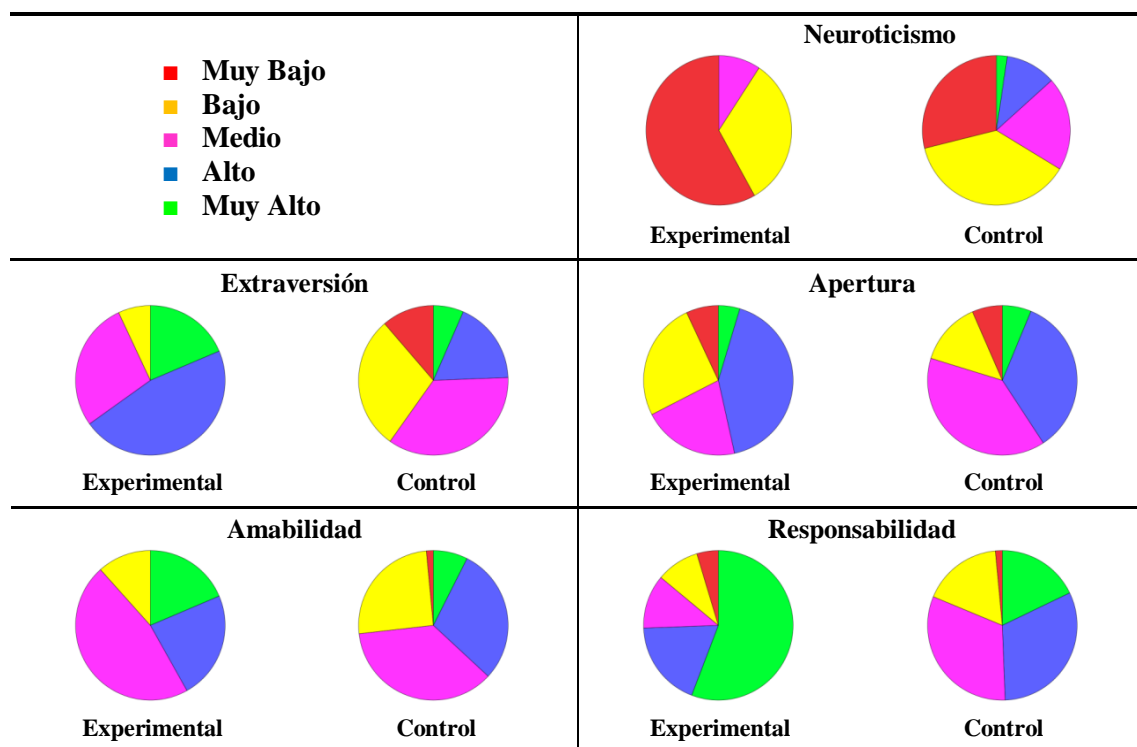 Neuroticismo
Muy Bajo
Bajo
Medio
Alto
Muy Alto
Experimental Control
Extraversión Apertura
Experimental Control Experimental Control
Amabilidad Responsabilidad
Experimental Control Experimental Control